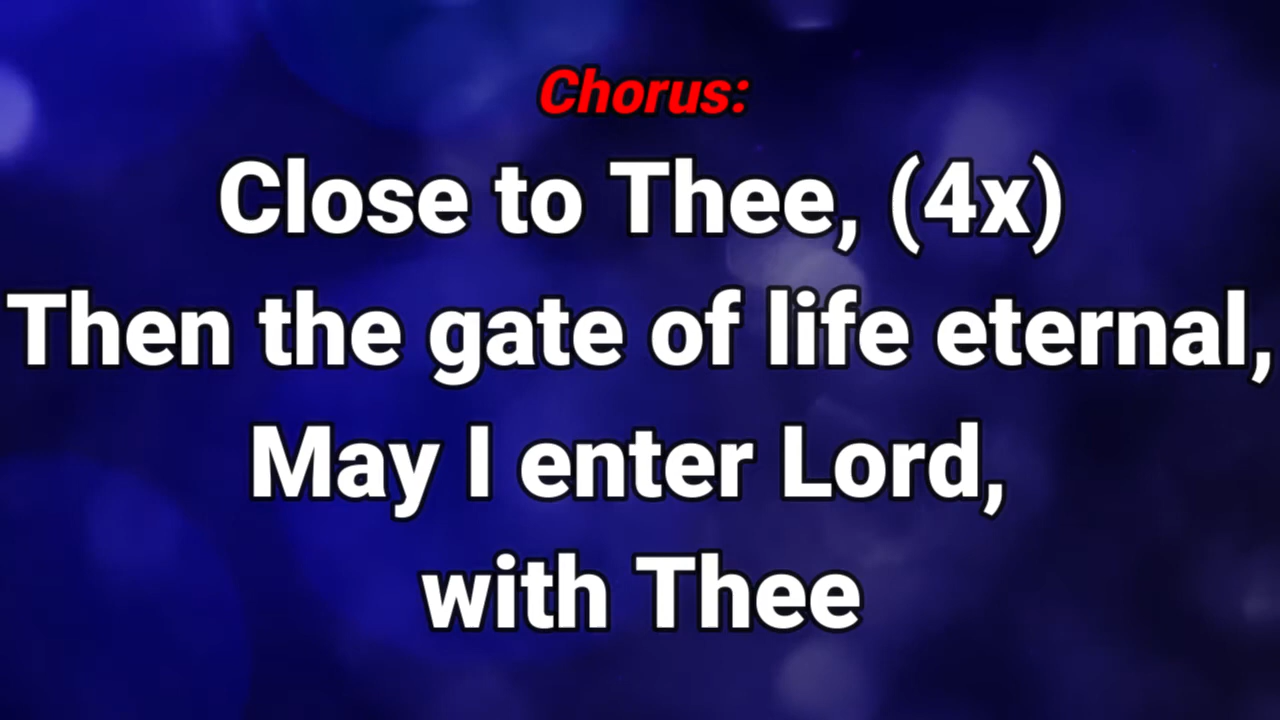 Chorus:
Close to Thee, (4x)
Then the gate of life eternal,
May I enter Lord,
with Thee